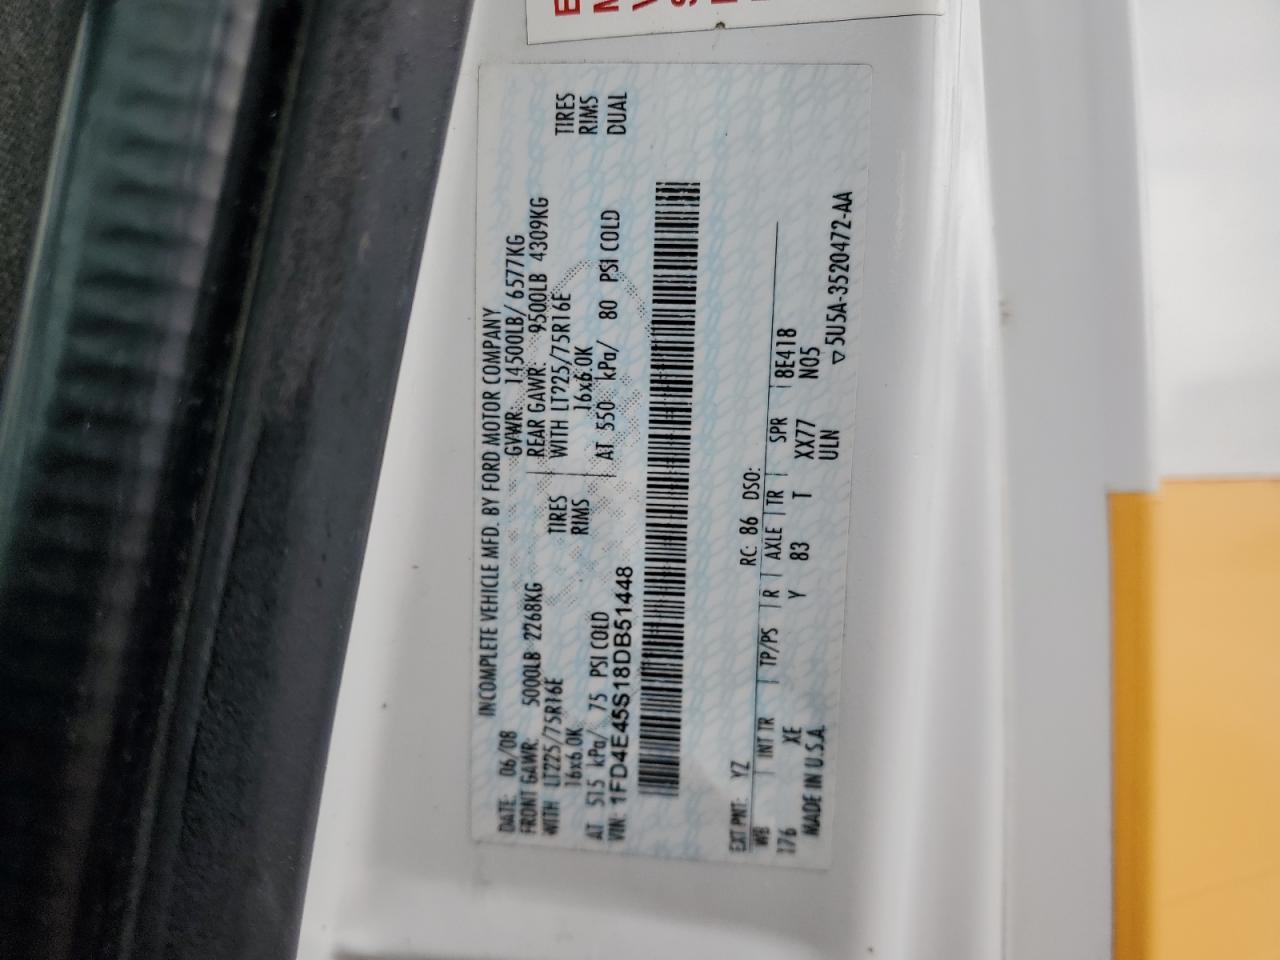 INCOMPLETE VEHICLE MFD. BY FORD MOTOR COMPANY
DATE: 06/08 GVWR: 14500LB/ 6577KG
FRONT GAWR: 5000LB 2268KG REAR GAWR: 9500LB 4309KG
WITH LT225/75R16E TIRES WITH LT225/75R16E TIRES
16x6.0K RIMS 16x6.0K RIMS
AT 515 kPa/ 75 PSI COLD AT 550 kPa/ 80 PSI COLD DUAL
VIN: 1FD4E45S18DB51448
EXT PNT: YZ RC: 86 DSO:
WB INT TR TP/PS R AXLE TR SPR 8E418
176 XE Y 83 T XX77 N05
MADE IN U.S.A. ULN
▽5U5A-3520472-AA